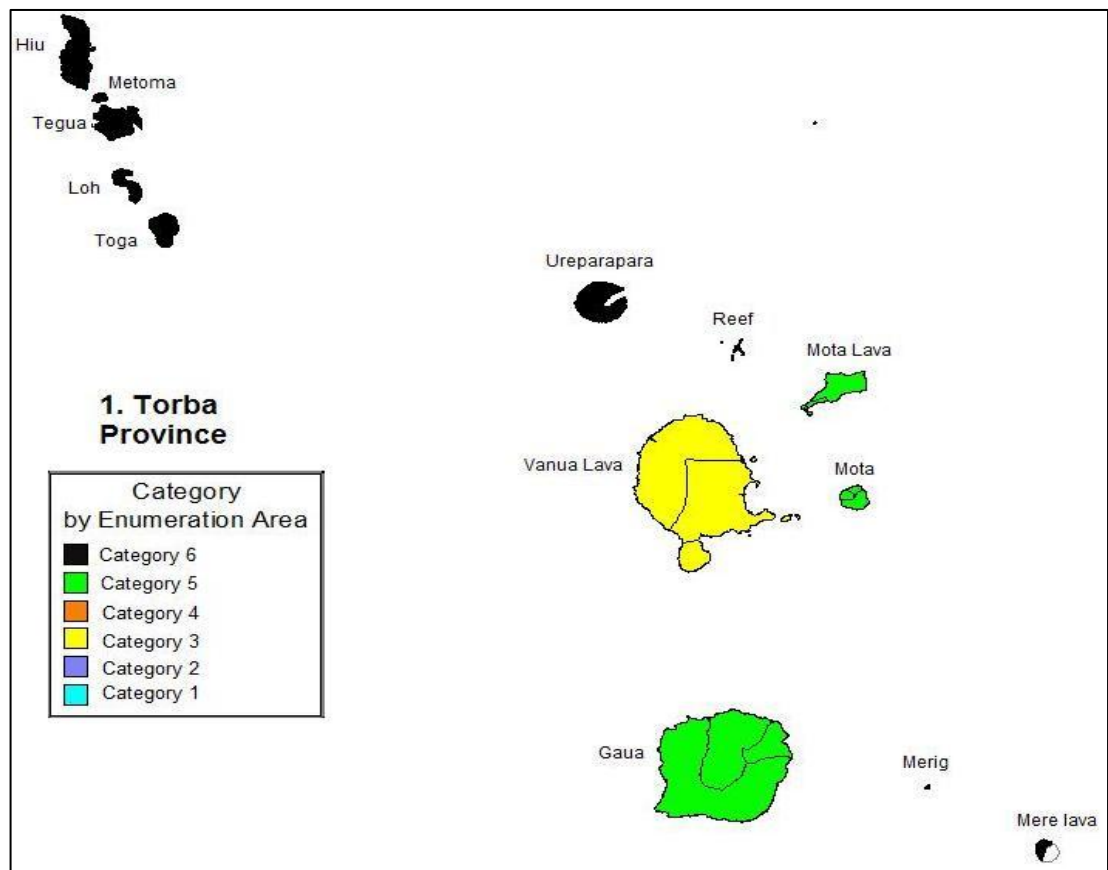 Hiu
Metoma
Tegua
Loh
Toga
Ureparapara
Reef
Mota Lava
1. Torba
Province
Vanua Lava
Mota
Category
by Enumeration Area
Category 6
Category 5
Category 4
Category 3
Category 2
Category 1
Gaua
Merig
Mere lava